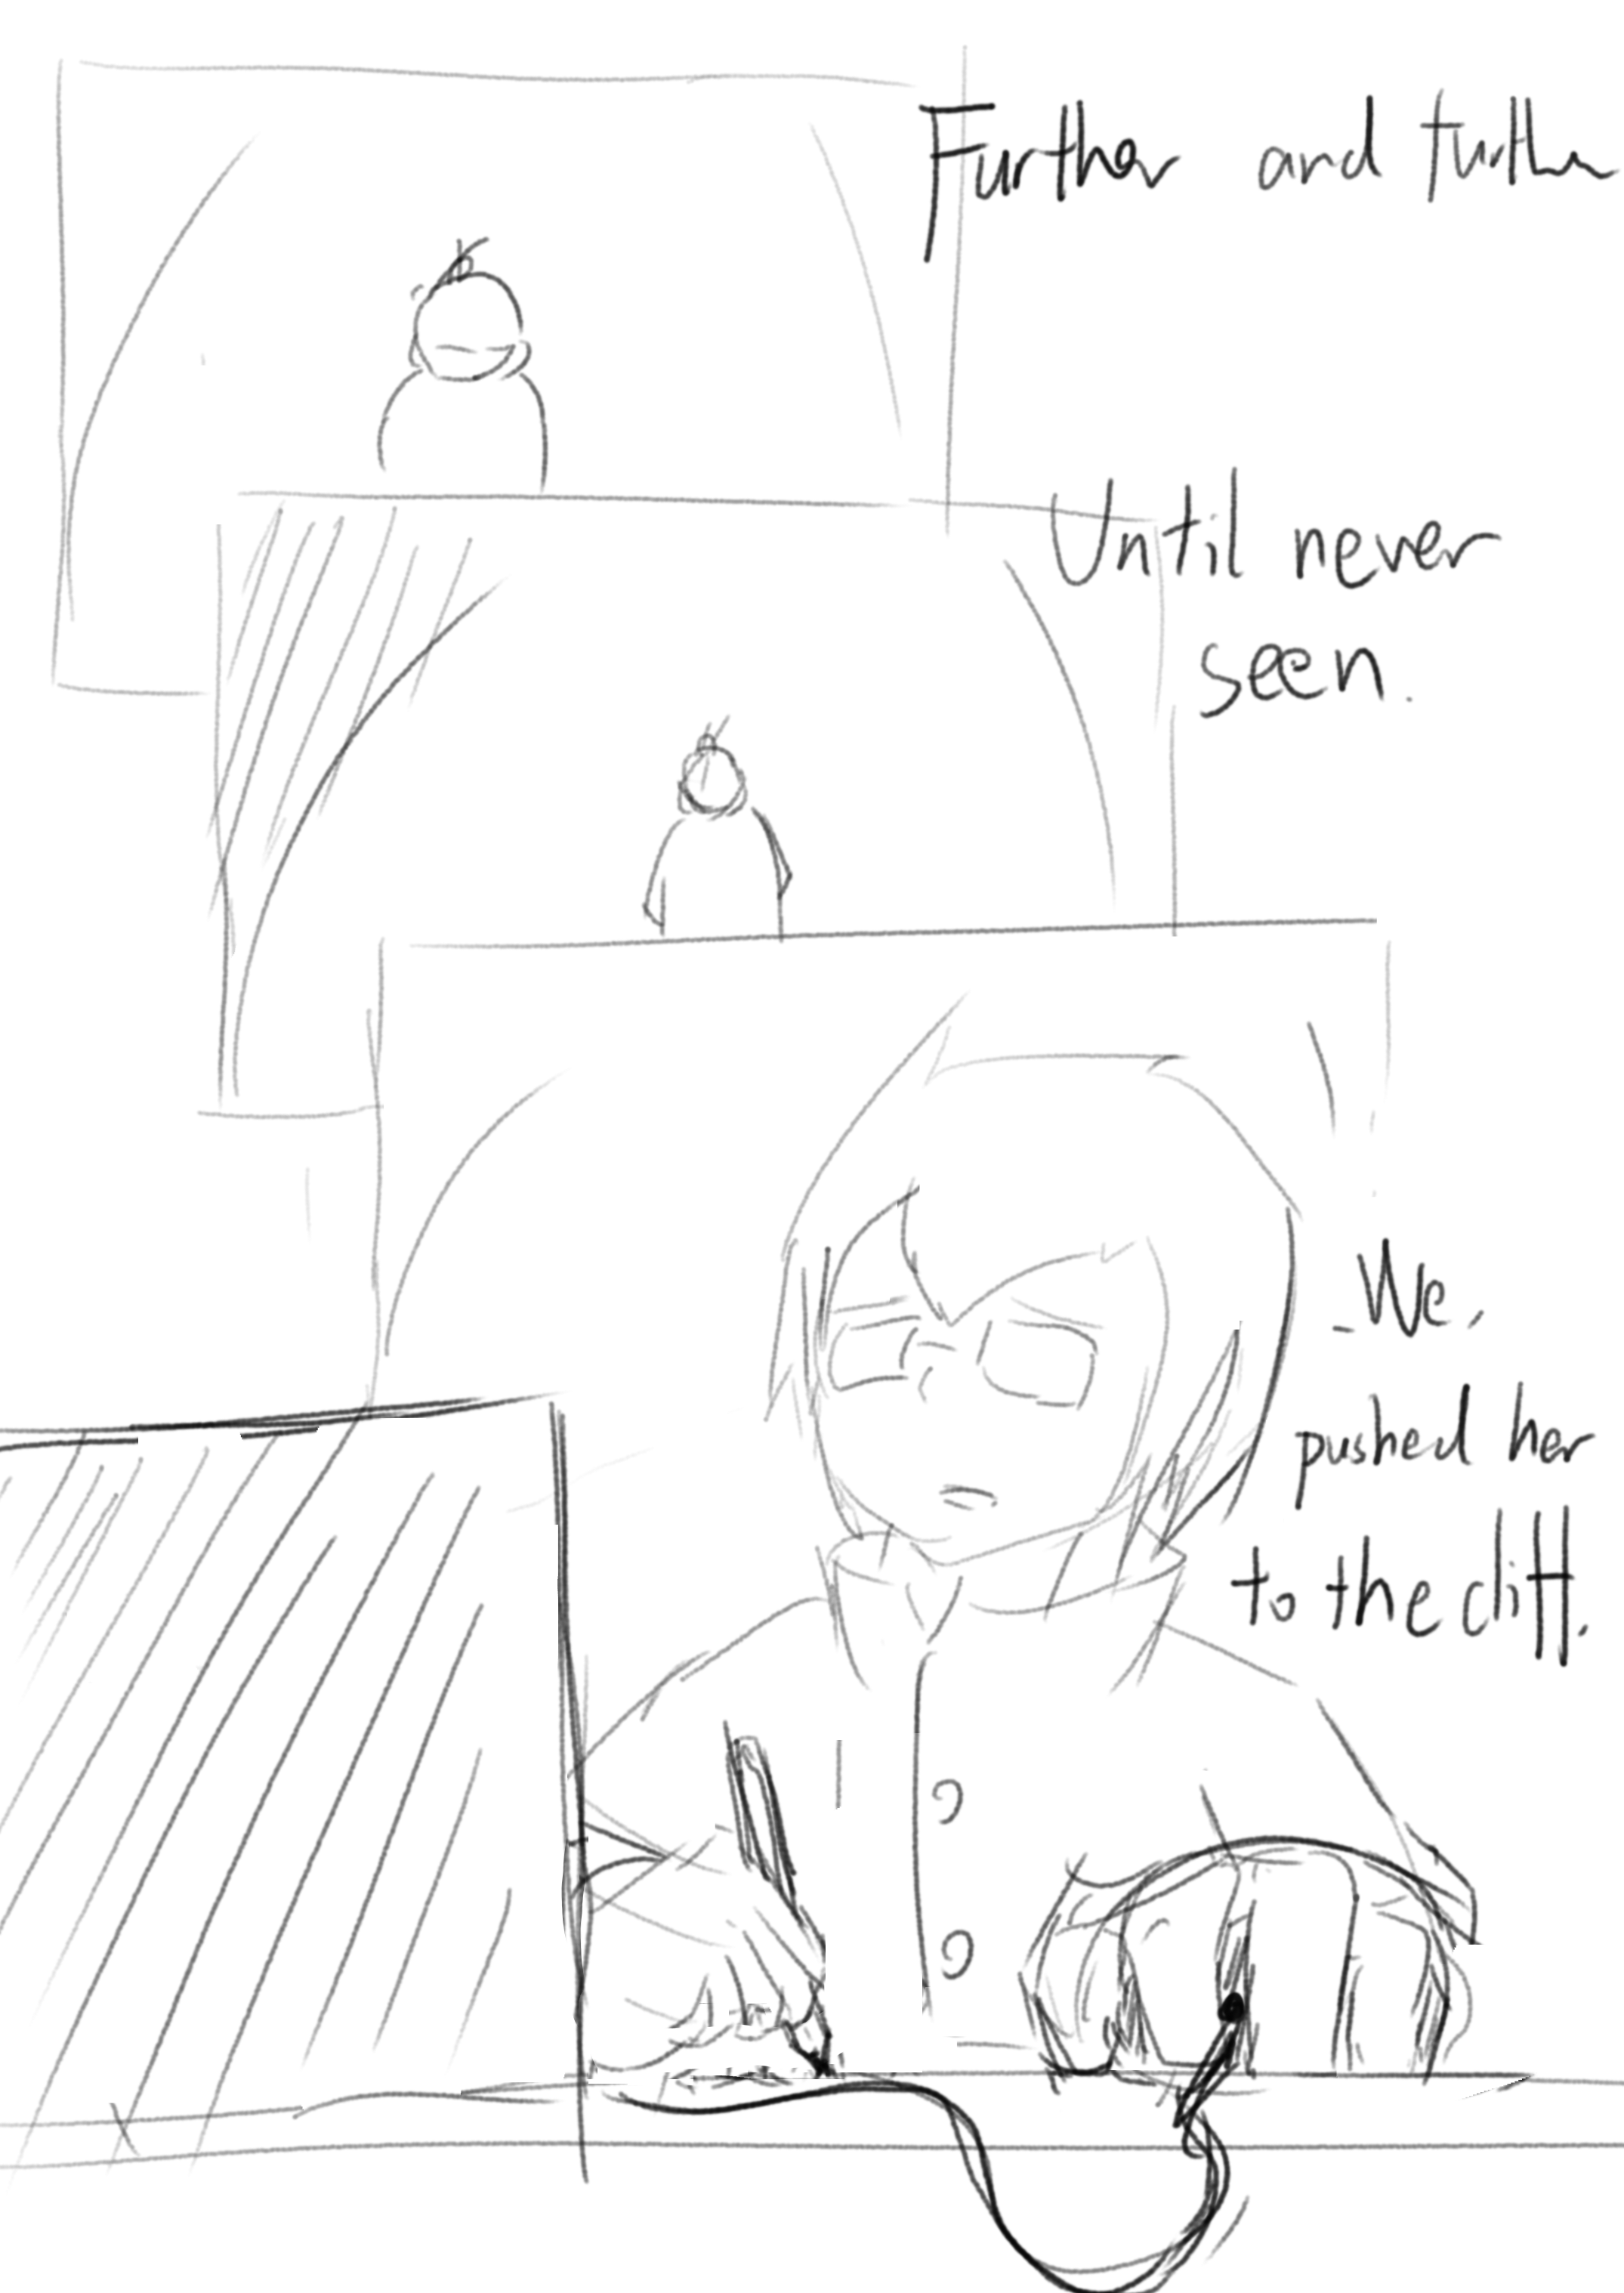 Further and further
Until never
seen.
We,
pushed her
to the cliff.